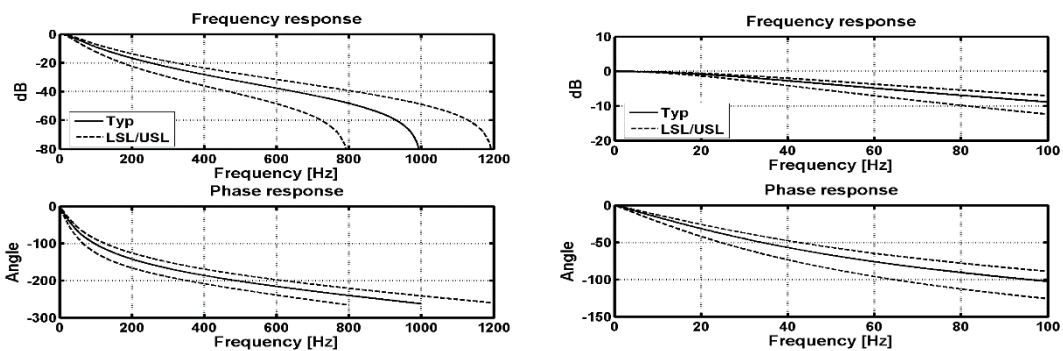 Frequency response
0
-20
-40
-60
-80
dB
Typ
LSL/USL
0 200 400 600 800 1000 1200
Frequency [Hz]
Phase response
0
-100
-200
-300
Angle
0 200 400 600 800 1000 1200
Frequency [Hz]
Frequency response
10
0
-10
-20
dB
Typ
LSL/USL
0 20 40 60 80 100
Frequency [Hz]
Phase response
0
-50
-100
-150
Angle
0 20 40 60 80 100
Frequency [Hz]